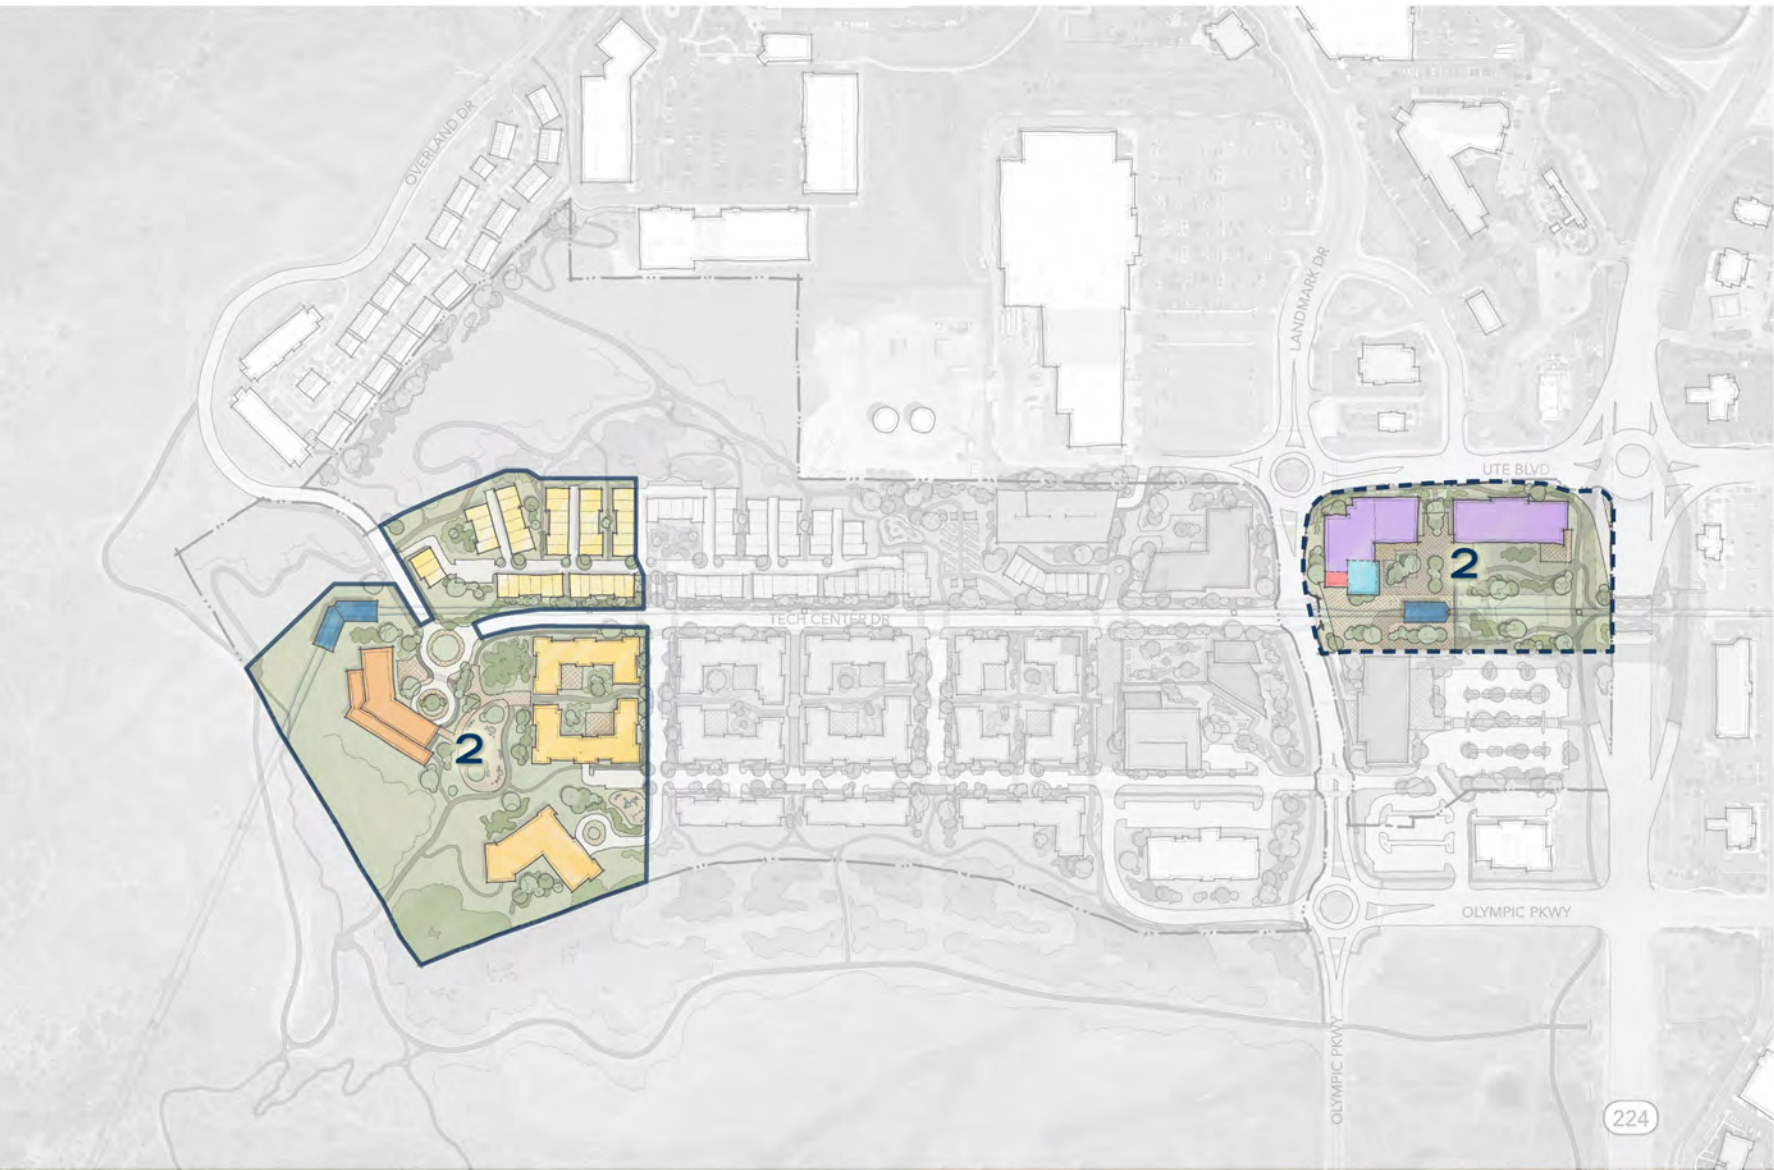 OVERLAND DR
LANDMARK DR
UTE BLVD
2
TECH CENTER DR
2
OLYMPIC PKWY
OLYMPIC PKWY
224